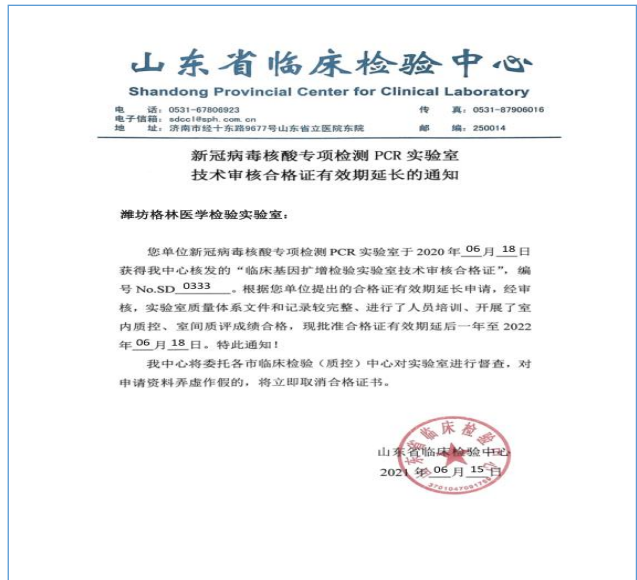 山东省临床检验中心
Shandong Provincial Center for Clinical Laboratory
电 话：0531-67806923 传 真：0531-87906016
电子信箱：sdccl@sph.com.cn
地 址：济南市经十东路9677号山东省立医院东院 邮 编：250014
新冠病毒核酸专项检测 PCR 实验室
技术审核合格证有效期延长的通知
潍坊格林医学检验实验室：
您单位新冠病毒核酸专项检测 PCR 实验室于 2020 年 06 月 18 日
获得我中心核发的“临床基因扩增检验实验室技术审核合格证”，编
号 No.SD 0333 。根据您单位提出的合格证有效期延长申请，经审
核，实验室质量体系文件和记录较完整、进行了人员培训、开展了室
内质控、室间质评成绩合格，现批准合格证有效期延后一年至 2022
年 06 月 18 日。特此通知！
我中心将委托各市临床检验（质控）中心对实验室进行督查，对
申请资料弄虚作假的，将立即取消合格证书。
山东省临床检验中心
2021 年 06 月 15 日
山东省临床检验中心